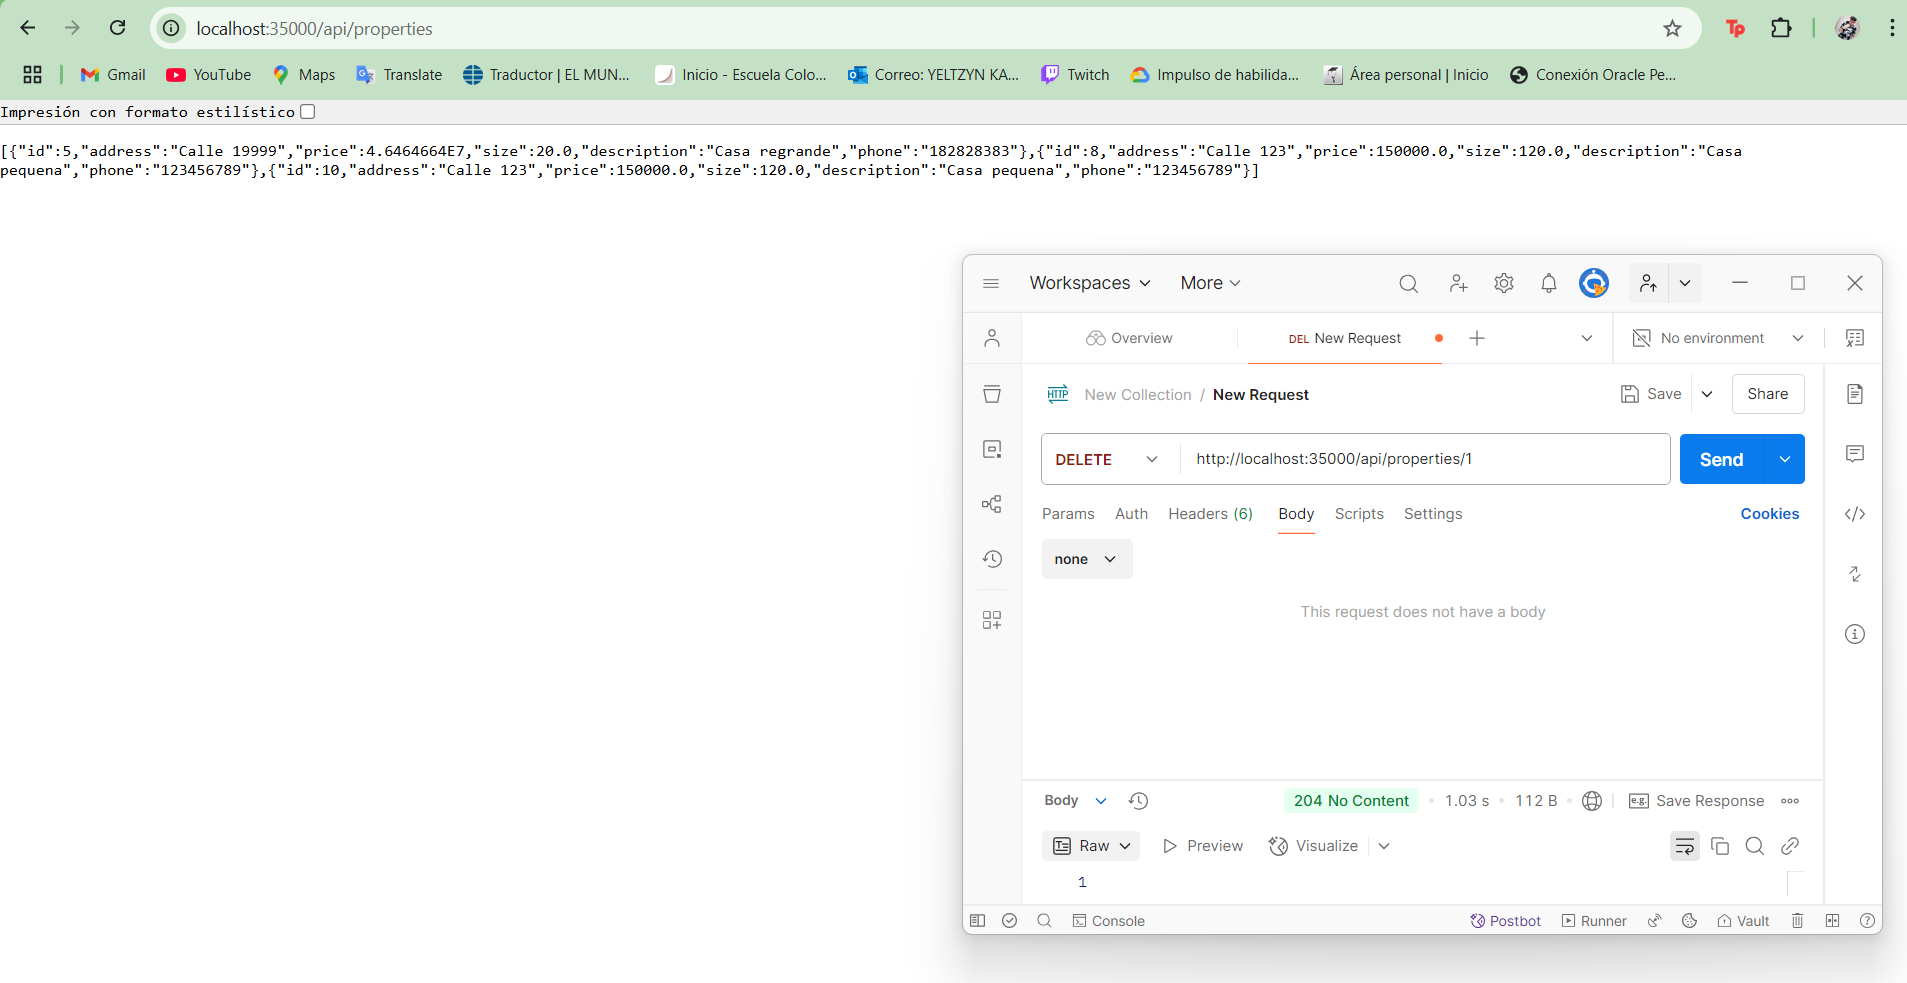 localhost:35000/api/properties
Tp
Gmail YouTube Maps Translate Traductor | EL MUN... Inicio - Escuela Colo... Correo: YELTZYN KA... Twitch Impulso de habilida... Área personal | Inicio Conexión Oracle Pe...
Impresión con formato estilístico
[{"id":5,"address":"Calle 19999","price":4.6464664E7,"size":20.0,"description":"Casa regrande","phone":"182828383"},{"id":8,"address":"Calle 123","price":150000.0,"size":120.0,"description":"Casa
pequena","phone":"123456789"},{"id":10,"address":"Calle 123","price":150000.0,"size":120.0,"description":"Casa pequena","phone":"123456789"}]
Workspaces More
Overview DEL New Request No environment
HTTP New Collection / New Request Save Share
DELETE http://localhost:35000/api/properties/1 Send
Params Auth Headers (6) Body Scripts Settings Cookies
none
This request does not have a body
Body 204 No Content 1.03 s 112 B e.g. Save Response
Raw Preview Visualize
1
Console Postbot Runner Vault